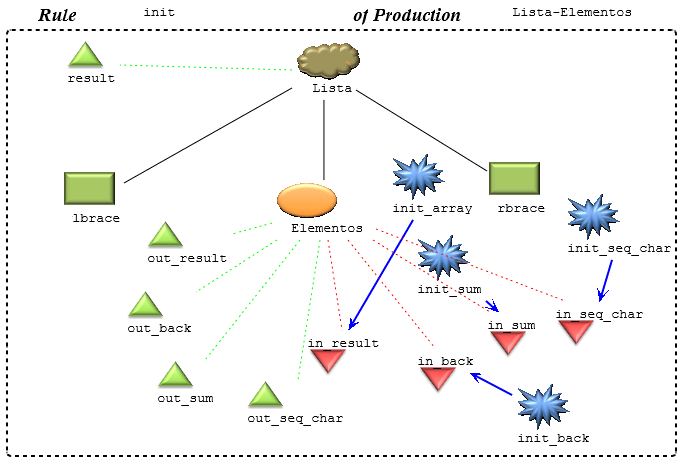 Rule init of Production Lista-Elementos
result
Lista
lbrace
init_array
rbrace
Elementos
out_result
init_seq_char
init_sum
out_back
in_sum
in_seq_char
in_result
in_back
out_sum
out_seq_char
init_back